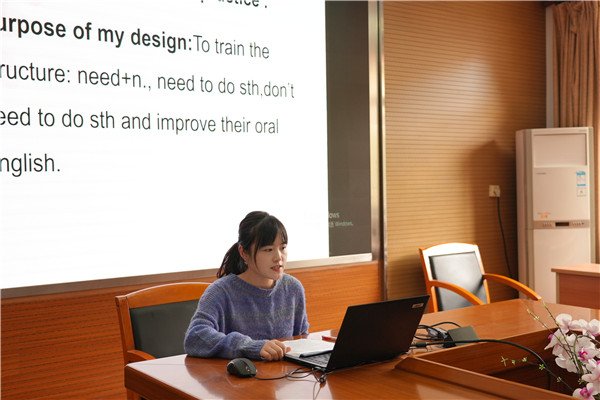 urpose of my design:To train the
ructure: need+n., need to do sth,don't
eed to do sth and improve their oral
nglish.